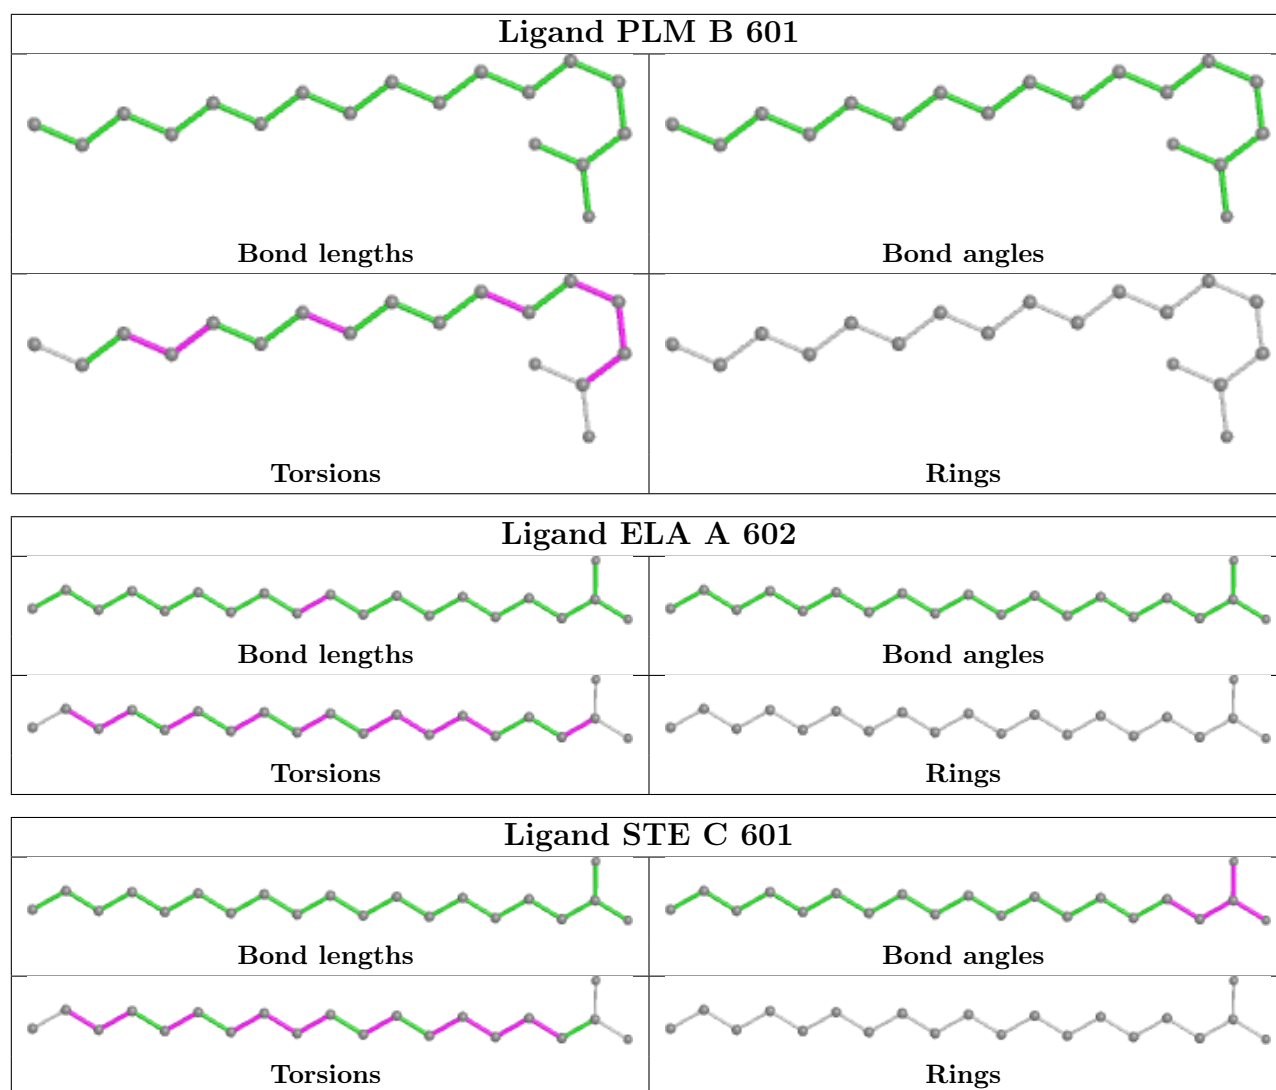 Ligand PLM B 601
Bond lengths Bond angles
Torsions Rings
Ligand ELA A 602
Bond lengths Bond angles
Torsions Rings
Ligand STE C 601
Bond lengths Bond angles
Torsions Rings